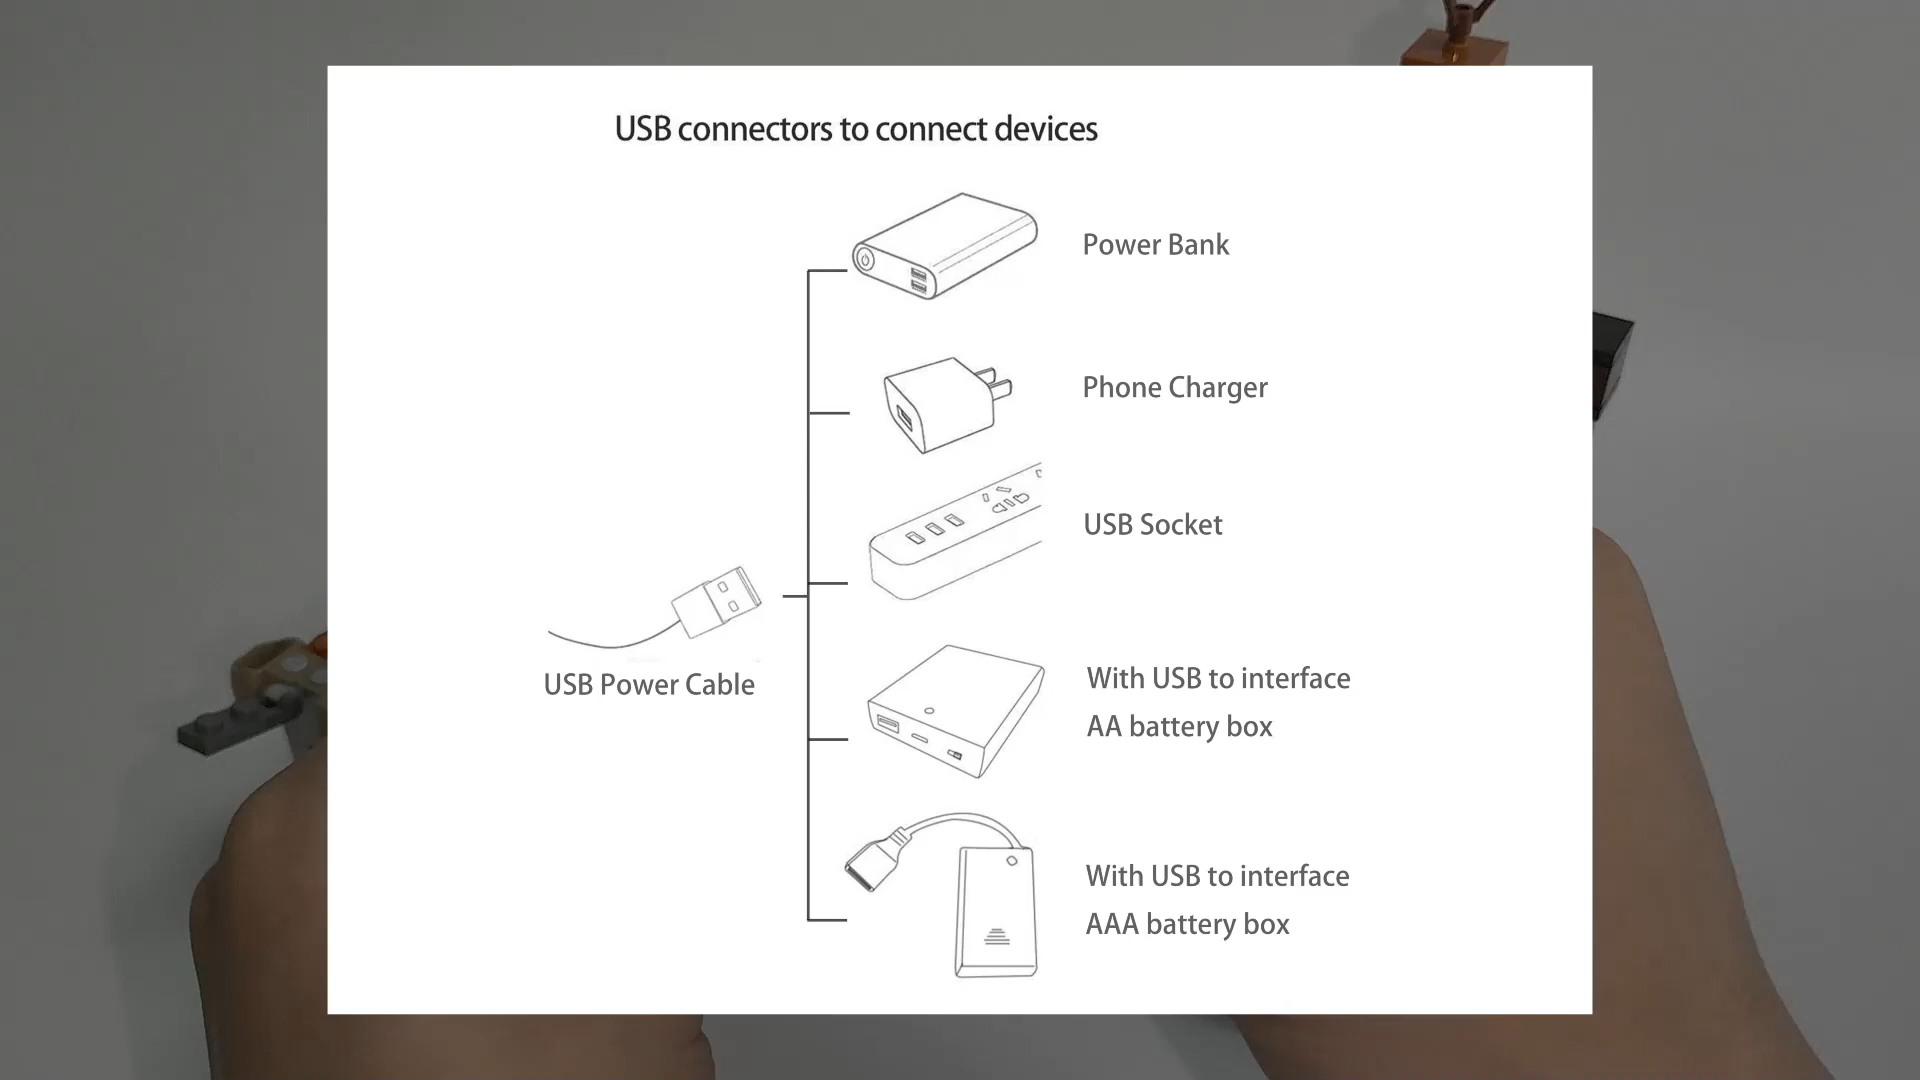 USB connectors to connect devices
Power Bank
Phone Charger
USB Socket
USB Power Cable
With USB to interface
AA battery box
With USB to interface
AAA battery box